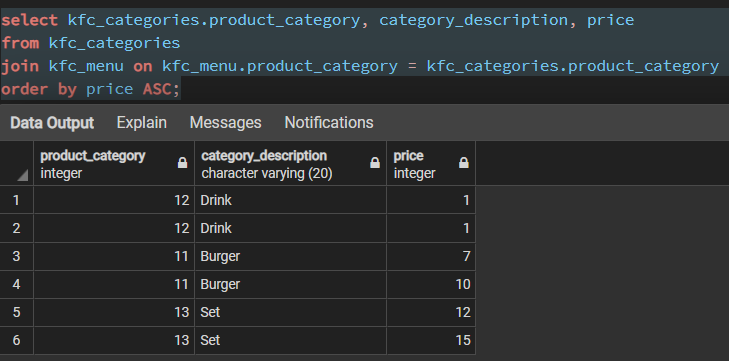 select kfc_categories.product_category, category_description, price
from kfc_categories
join kfc_menu on kfc_menu.product_category = kfc_categories.product_category
order by price ASC;
Data Output Explain Messages Notifications
product_category category_description price
integer character varying (20) integer
1 12 Drink 1
2 12 Drink 1
3 11 Burger 7
4 11 Burger 10
5 13 Set 12
6 13 Set 15